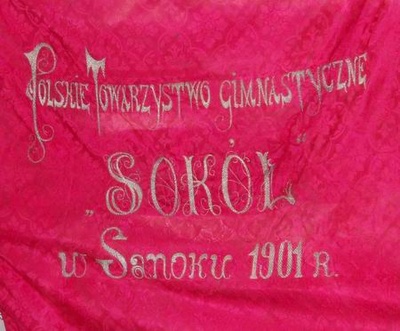 Polskie Towarzystwo Gimnastyczne
„SOKÓŁ"
w Sanoku 1901 R.